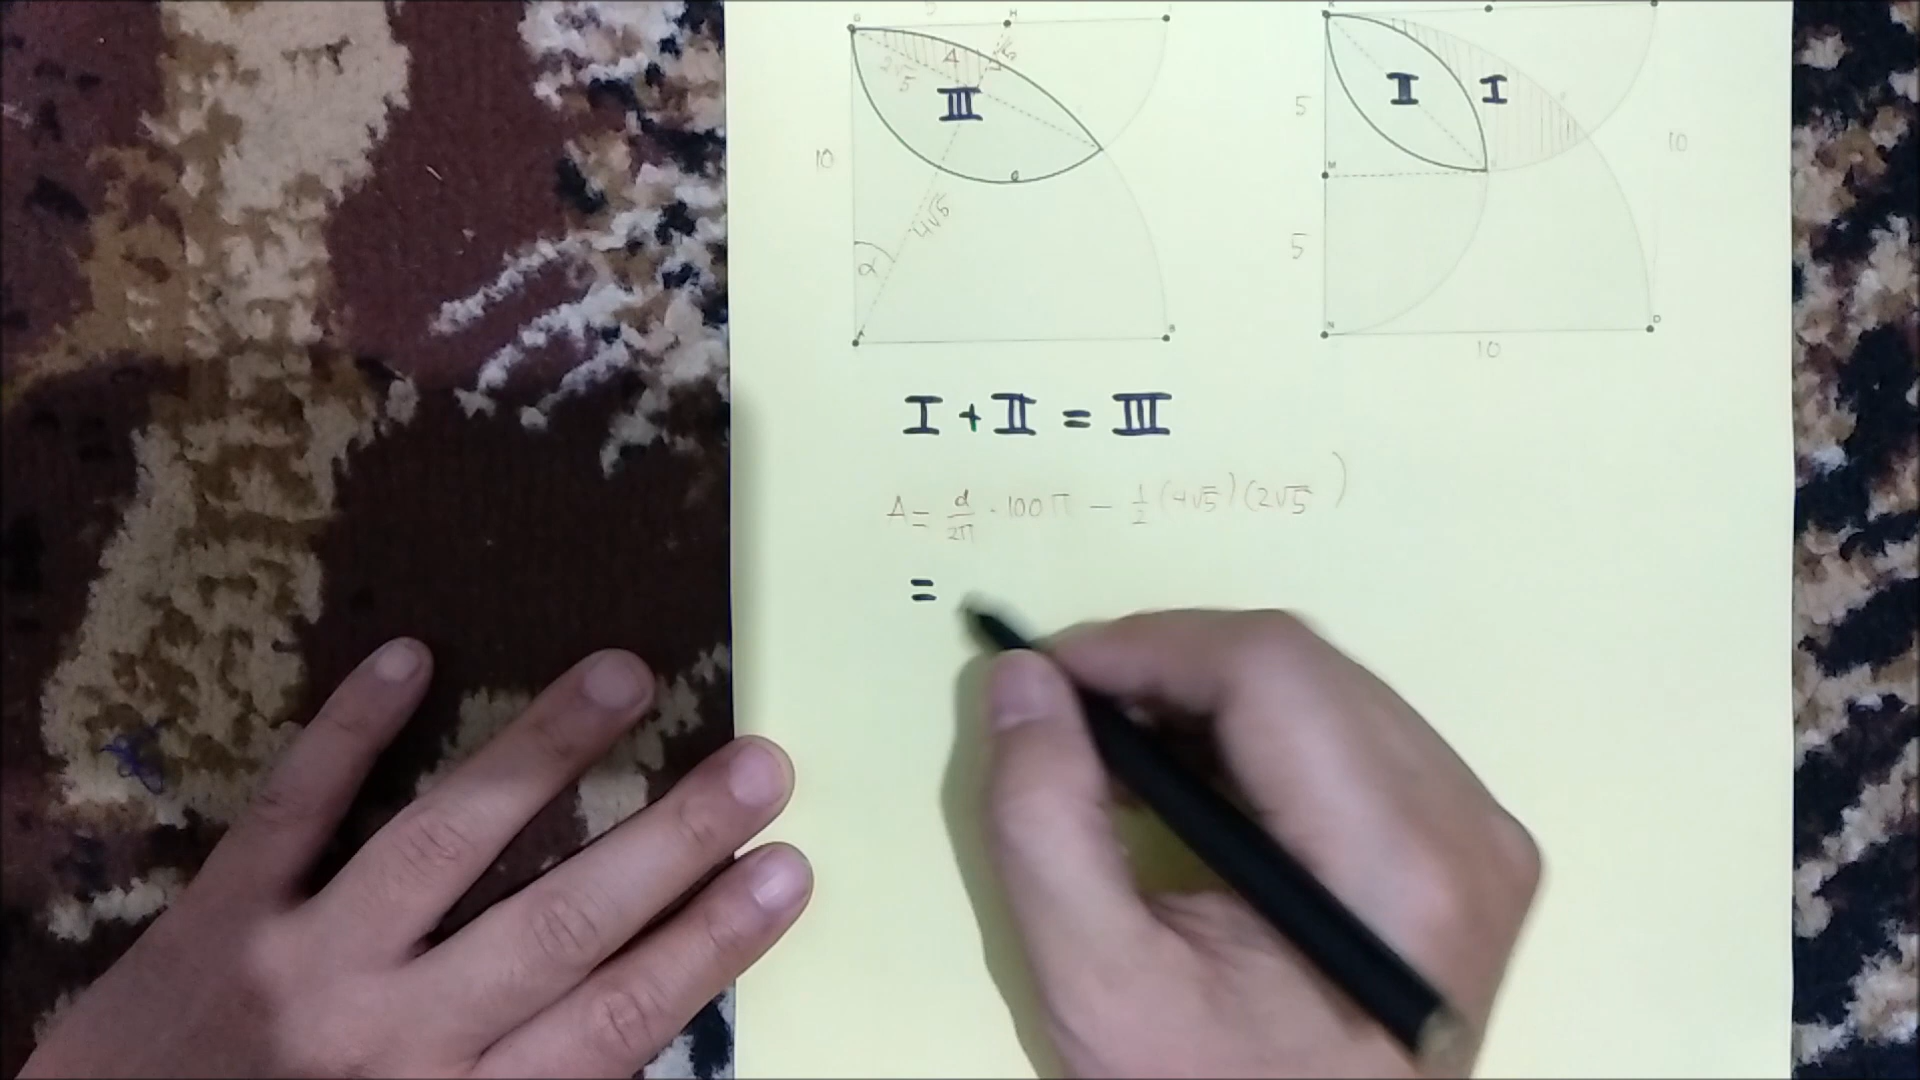 H
2√5
A
III
10
4√5
α
A
B
II
I
5
10
M
5
N
10
I + II = III
A = α/2π · 100π − 1/2 (4√5)(2√5)
=